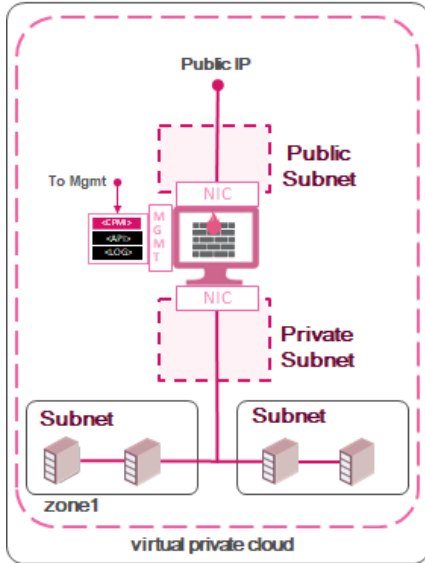 Public IP
Public
Subnet
NIC
To Mgmt
MGMT
<CPMI>
<API>
<LOG>
NIC
Private
Subnet
Subnet
Subnet
zone1
virtual private cloud